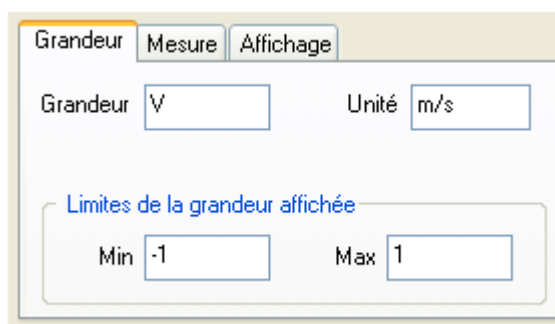 Grandeur Mesure Affichage
Grandeur V Unité m/s
Limites de la grandeur affichée
Min -1 Max 1